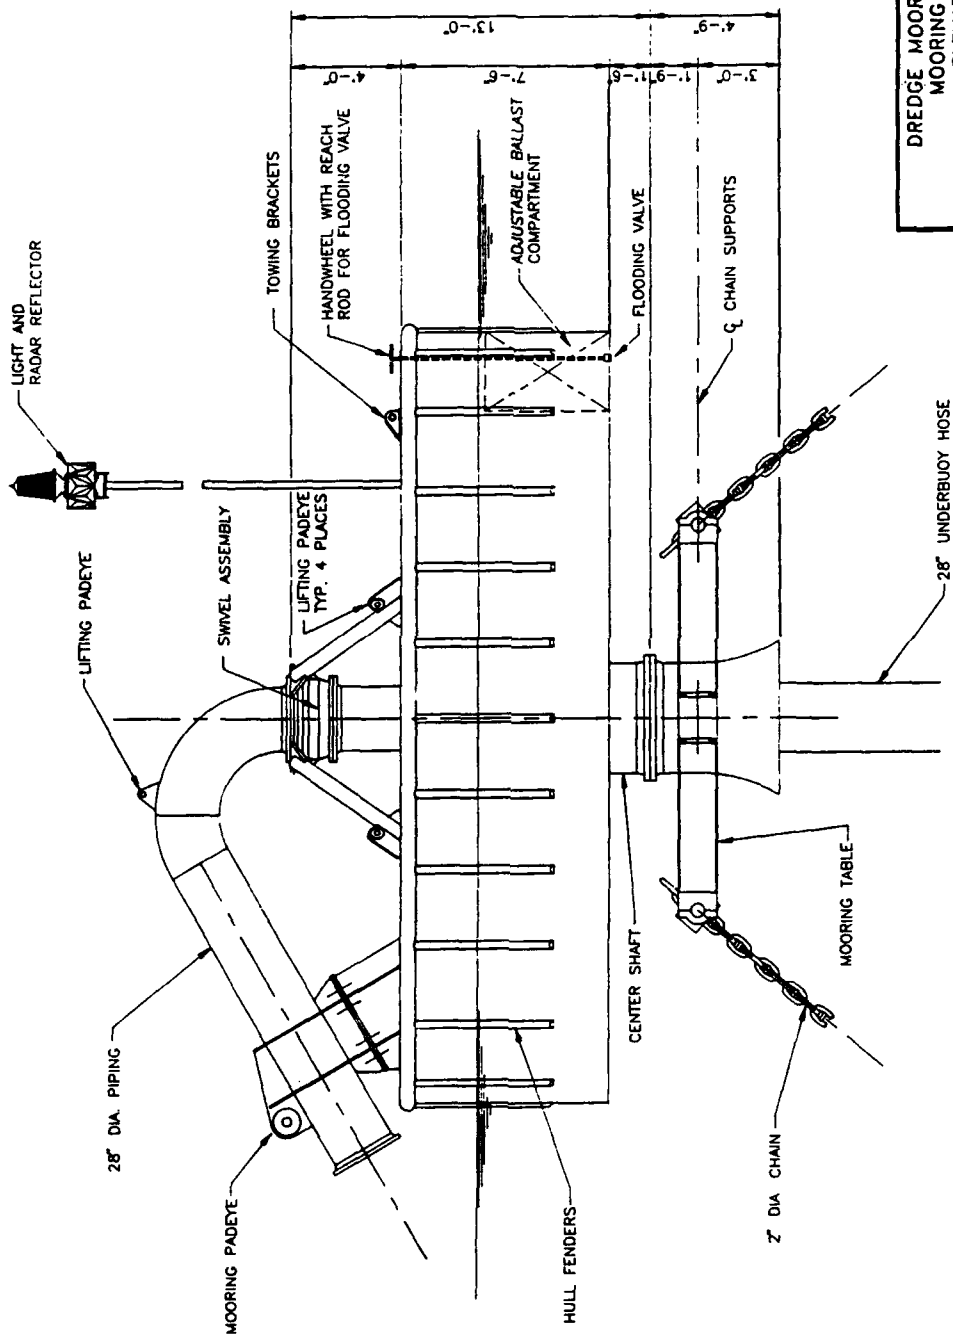 LIGHT AND
RADAR REFLECTOR
LIFTING PADEYE
TOWING BRACKETS
SWIVEL ASSEMBLY
HANDWHEEL WITH REACH
ROD FOR FLOODING VALVE
LIFTING PADEYE
TYP. 4 PLACES
28" DIA. PIPING
MOORING PADEYE
ADJUSTABLE BALLAST
COMPARTMENT
FLOODING VALVE
HULL FENDERS
CENTER SHAFT
℄ CHAIN SUPPORTS
MOORING TABLE
2" DIA CHAIN
28" UNDERBUOY HOSE
13'-0"
4'-9"
4'-0"
7'-6"
1'-6"
1'-9"
3'-0"
DREDGE MOOR
MOORING